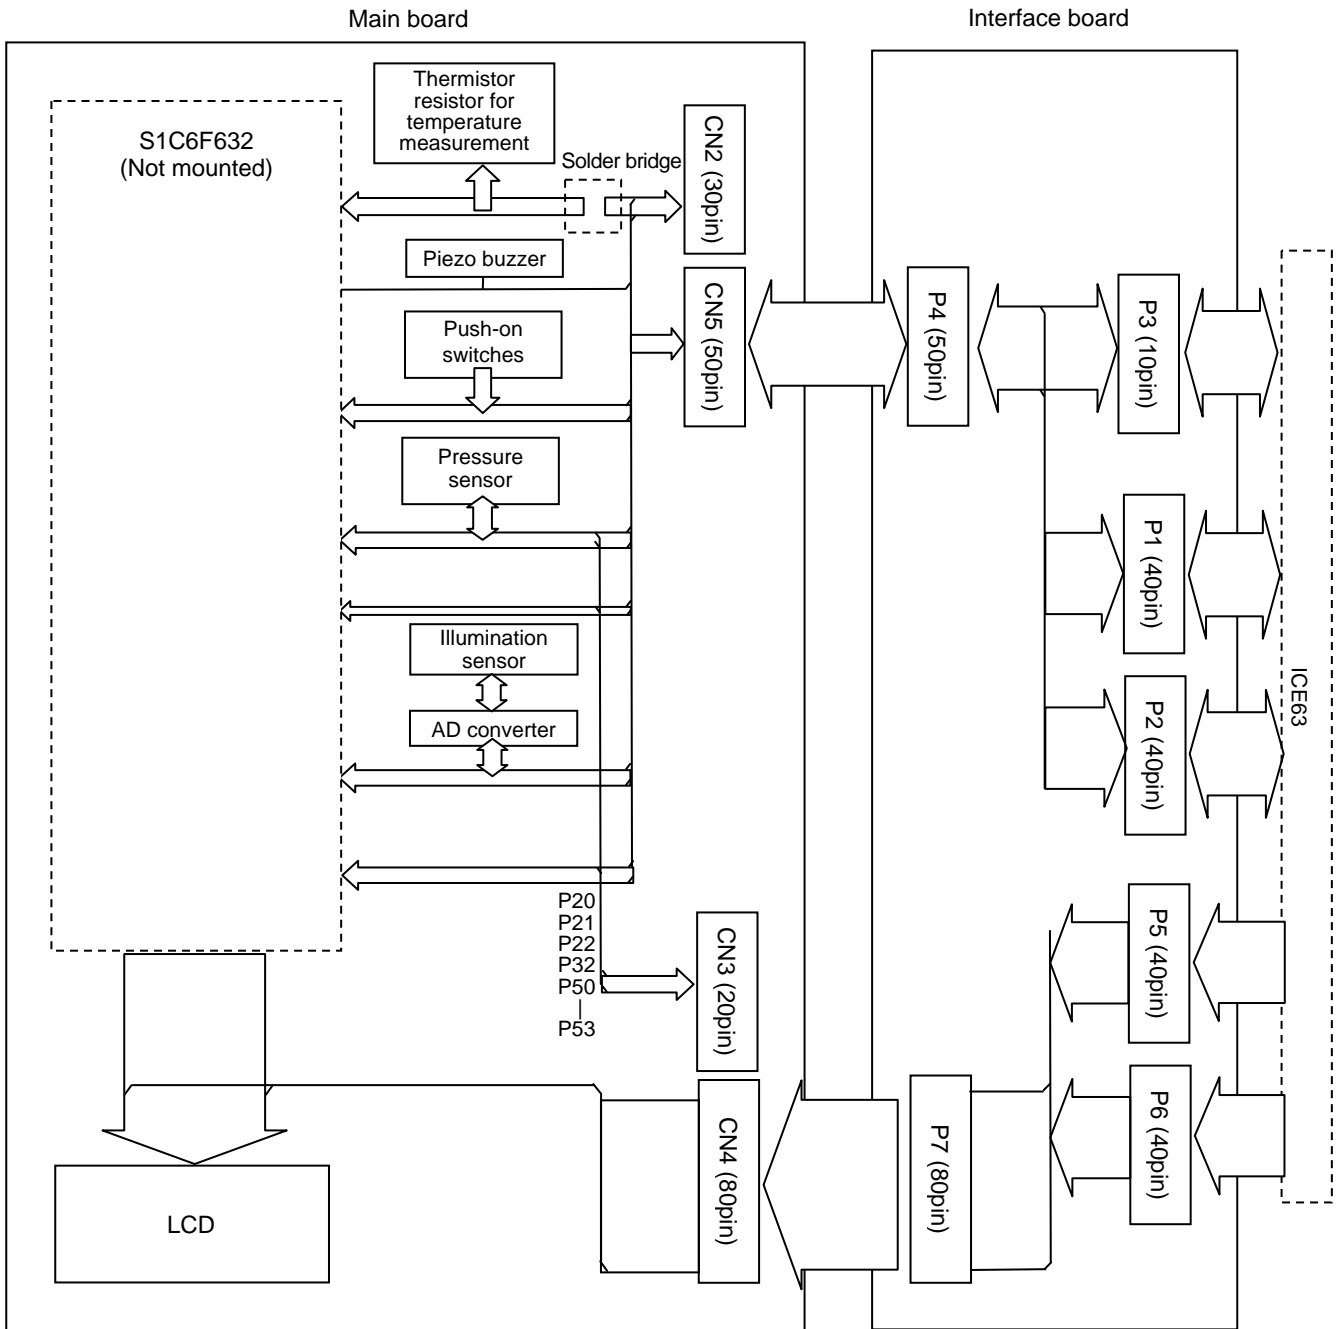 Main board
Interface board
Thermistor
resistor for
temperature
measurement
S1C6F632
(Not mounted)
Solder bridge
CN2 (30pin)
Piezo buzzer
CN5 (50pin)
P4 (50pin)
P3 (10pin)
Push-on
switches
Pressure
sensor
P1 (40pin)
Illumination
sensor
AD converter
P2 (40pin)
ICE63
P20
P21
P22
P32
P50
|
P53
CN3 (20pin)
P5 (40pin)
CN4 (80pin)
P7 (80pin)
P6 (40pin)
LCD